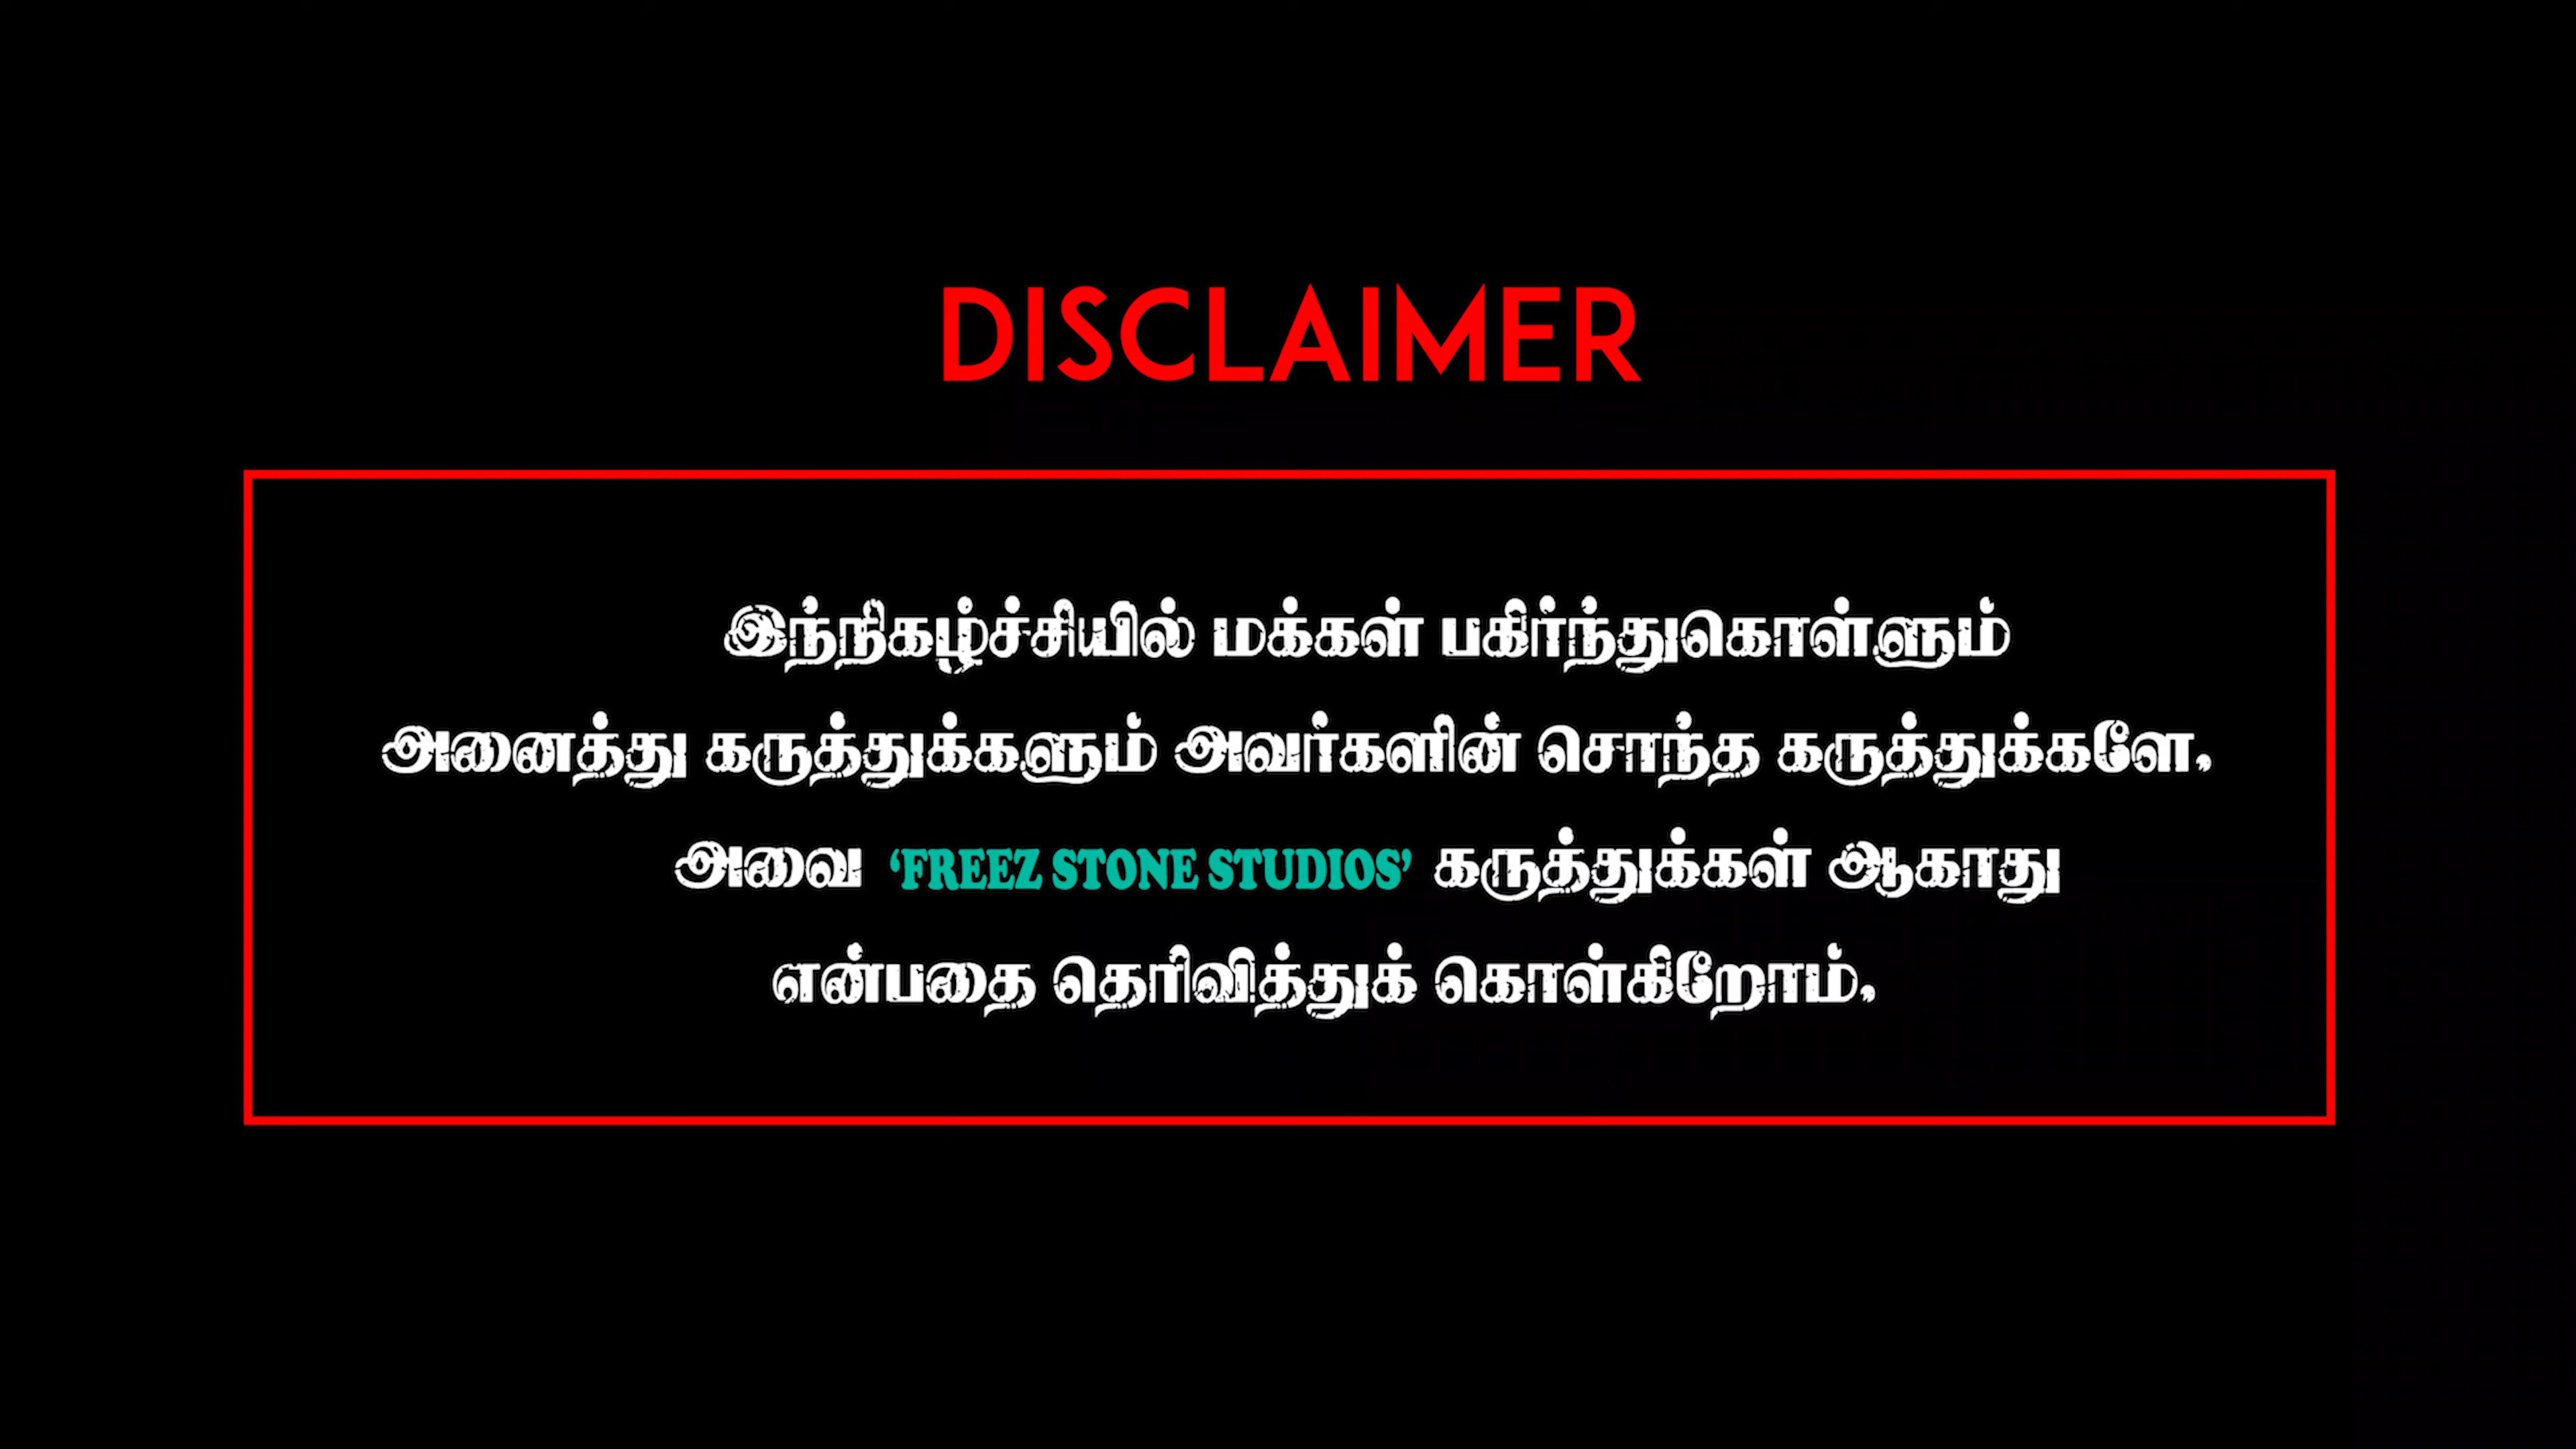 DISCLAIMER
இந்நிகழ்ச்சியில் மக்கள் பகிர்ந்துகொள்ளும்
அனைத்து கருத்துக்களும் அவர்களின் சொந்த கருத்துக்களே,
அவை ‘FREEZ STONE STUDIOS’ கருத்துக்கள் ஆகாது
என்பதை தெரிவித்துக் கொள்கிறோம்,